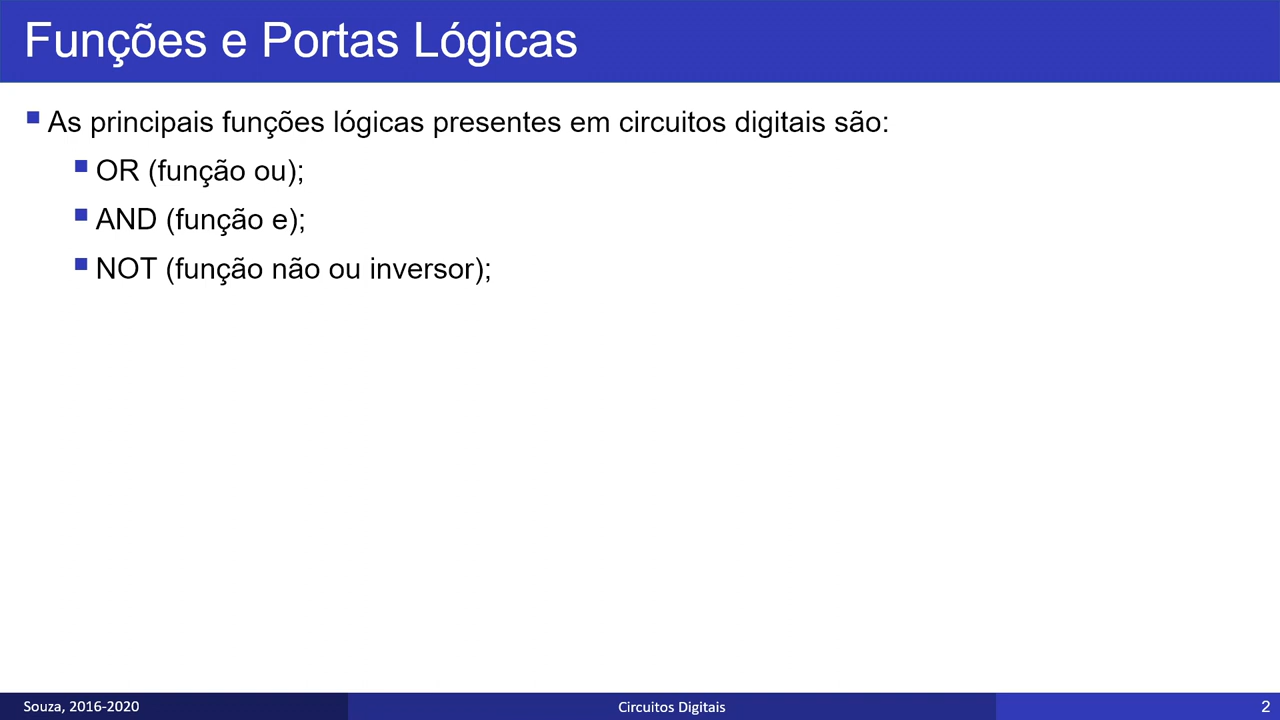 Funções e Portas Lógicas
As principais funções lógicas presentes em circuitos digitais são:
OR (função ou);
AND (função e);
NOT (função não ou inversor);
Souza, 2016-2020
Circuitos Digitais
2